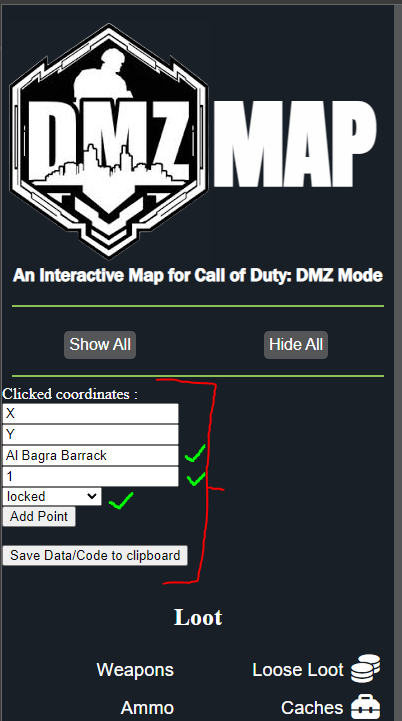 DMZ MAP
An Interactive Map for Call of Duty: DMZ Mode
Show All Hide All
Clicked coordinates :
X
Y
Al Bagra Barrack
1
locked
Add Point
Save Data/Code to clipboard
Loot
Weapons Loose Loot
Ammo Caches